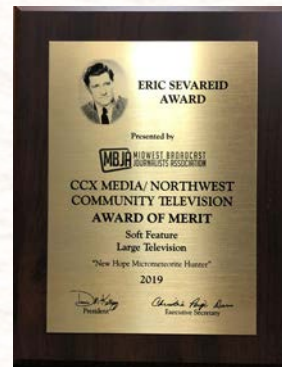 ERIC SEVAREID
AWARD
Presented by
MBJA MIDWEST BROADCAST
JOURNALISTS ASSOCIATION
CCX MEDIA/ NORTHWEST
COMMUNITY TELEVISION
AWARD OF MERIT
Soft Feature
Large Television
"New Hope Micrometeorite Hunter"
2019
President
Executive Secretary